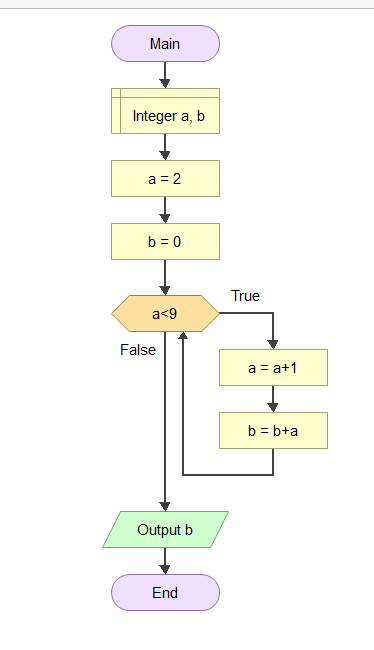 Main
Integer a, b
a = 2
b = 0
a<9
True
False
a = a+1
b = b+a
Output b
End